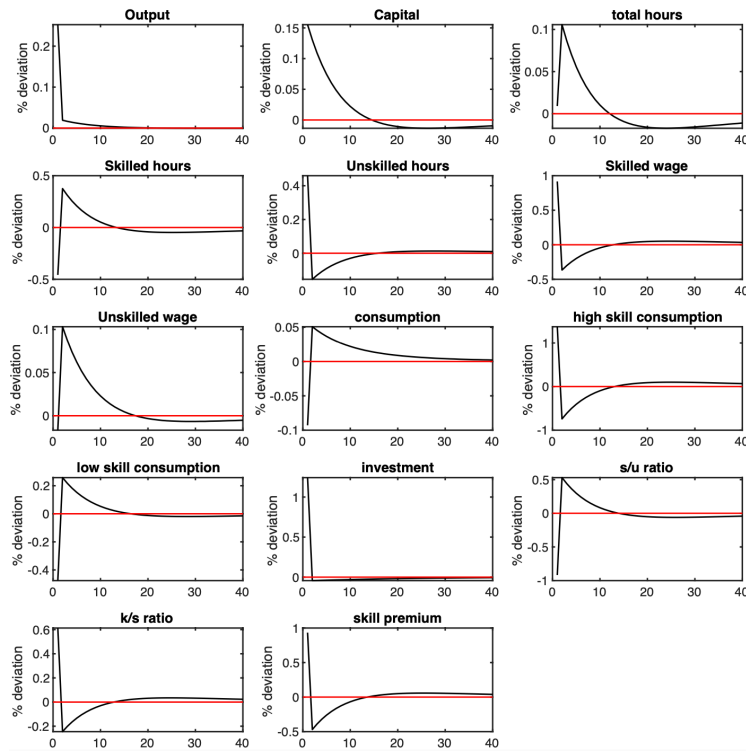 Output
Capital
total hours
% deviation
0.2
0.1
0
0 10 20 30 40
% deviation
0.15
0.1
0.05
0
0 10 20 30 40
% deviation
0.1
0.05
0
0 10 20 30 40
Skilled hours
Unskilled hours
Skilled wage
% deviation
0.5
0
-0.5
0 10 20 30 40
% deviation
0.4
0.2
0
0 10 20 30 40
% deviation
1
0.5
0
-0.5
0 10 20 30 40
Unskilled wage
consumption
high skill consumption
% deviation
0.1
0.05
0
0 10 20 30 40
% deviation
0.05
0
-0.05
-0.1
0 10 20 30 40
% deviation
1
0
-1
0 10 20 30 40
low skill consumption
investment
s/u ratio
% deviation
0.2
0
-0.2
-0.4
0 10 20 30 40
% deviation
1
0.5
0
0 10 20 30 40
% deviation
0.5
0
-0.5
-1
0 10 20 30 40
k/s ratio
skill premium
% deviation
0.6
0.4
0.2
0
-0.2
0 10 20 30 40
% deviation
1
0.5
0
-0.5
0 10 20 30 40